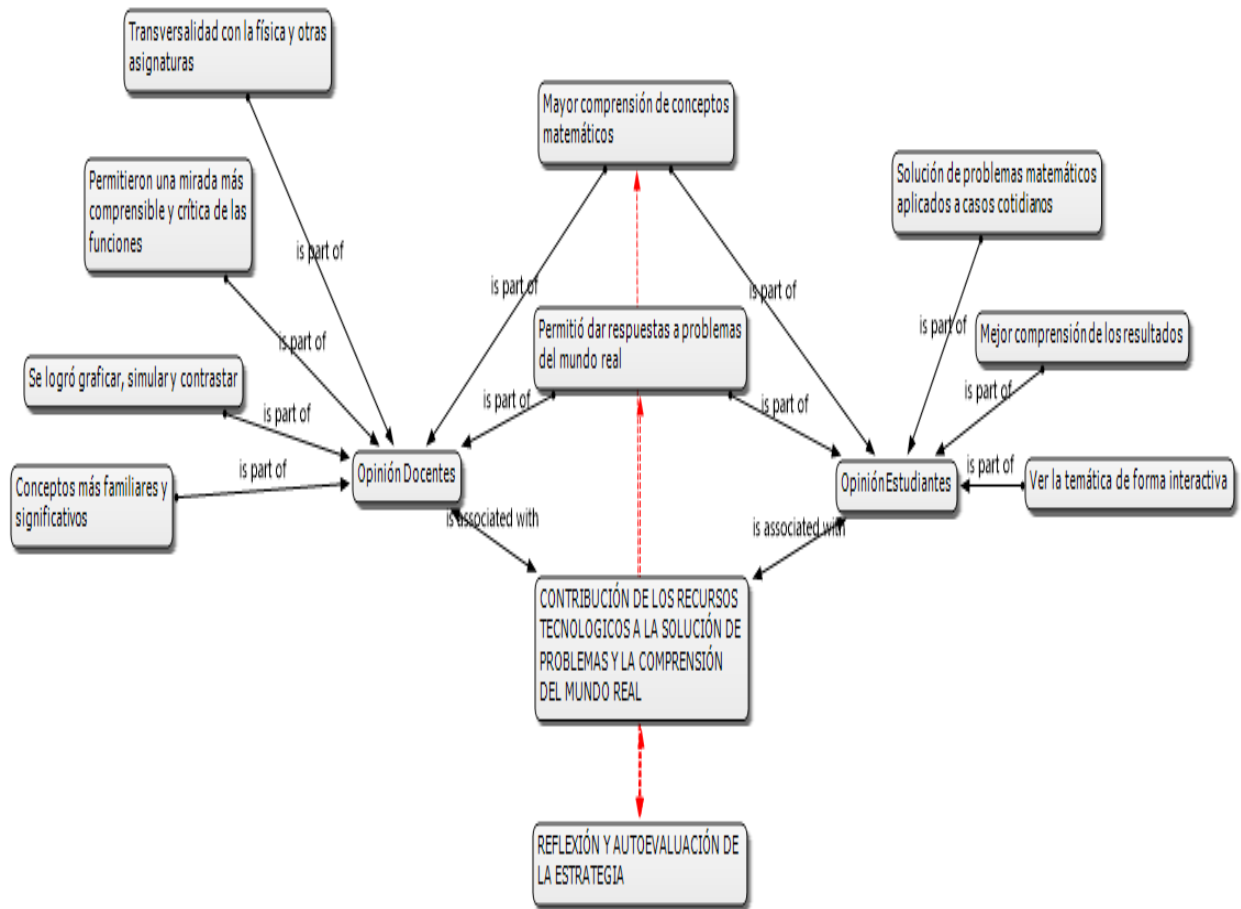 Transversalidad con la física y otras
asignaturas
Mayor comprensión de conceptos
matemáticos
Solución de problemas matemáticos
aplicados a casos cotidianos
Permitieron una mirada más
comprensible y crítica de las
funciones
is part of
is part of
is part of
Permitió dar respuestas a problemas
del mundo real
is part of
Mejor comprensión de los resultados
is part of
Se logró graficar, simular y contrastar
is part of
is part of
is part of
is part of
is part of
Opinión Docentes
Opinión Estudiantes
is part of
Ver la temática de forma interactiva
Conceptos más familiares y
significativos
is associated with
is associated with
CONTRIBUCIÓN DE LOS RECURSOS
TECNOLOGICOS A LA SOLUCIÓN DE
PROBLEMAS Y LA COMPRENSIÓN
DEL MUNDO REAL
REFLEXIÓN Y AUTOEVALUACIÓN DE
LA ESTRATEGIA